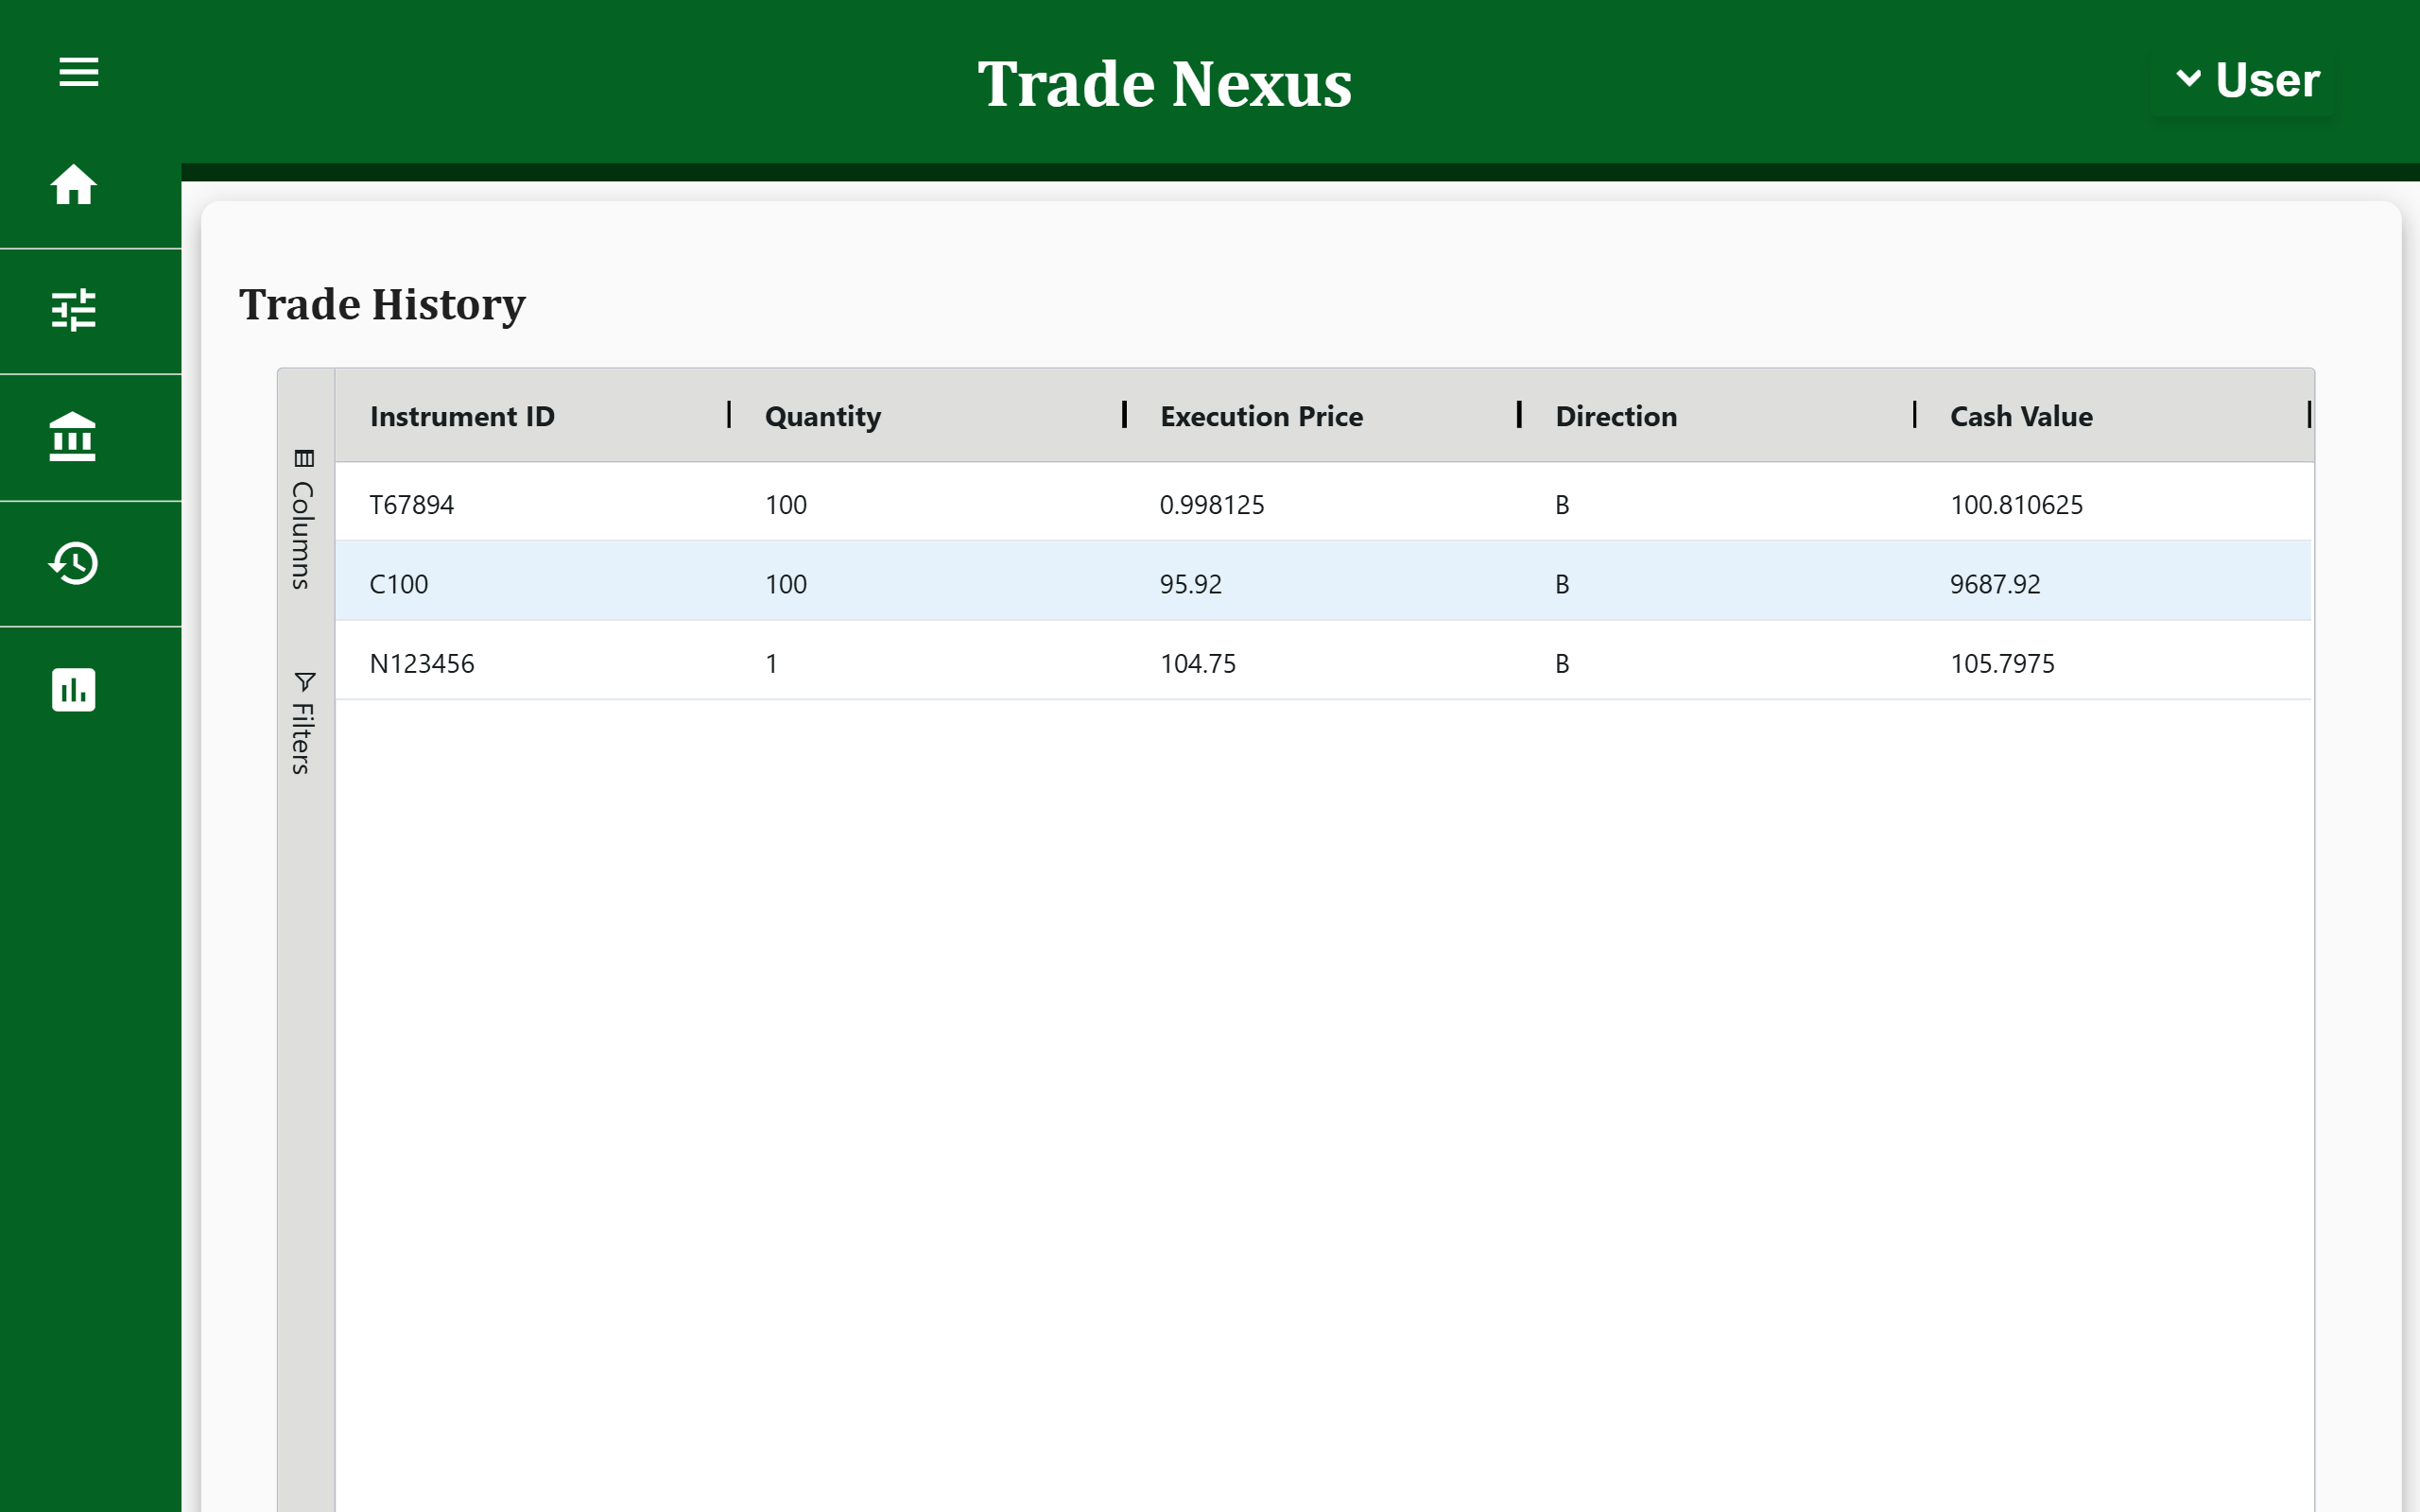 Trade Nexus
User
Trade History
Columns
Filters
Instrument ID Quantity Execution Price Direction Cash Value
T67894 100 0.998125 B 100.810625
C100 100 95.92 B 9687.92
N123456 1 104.75 B 105.7975